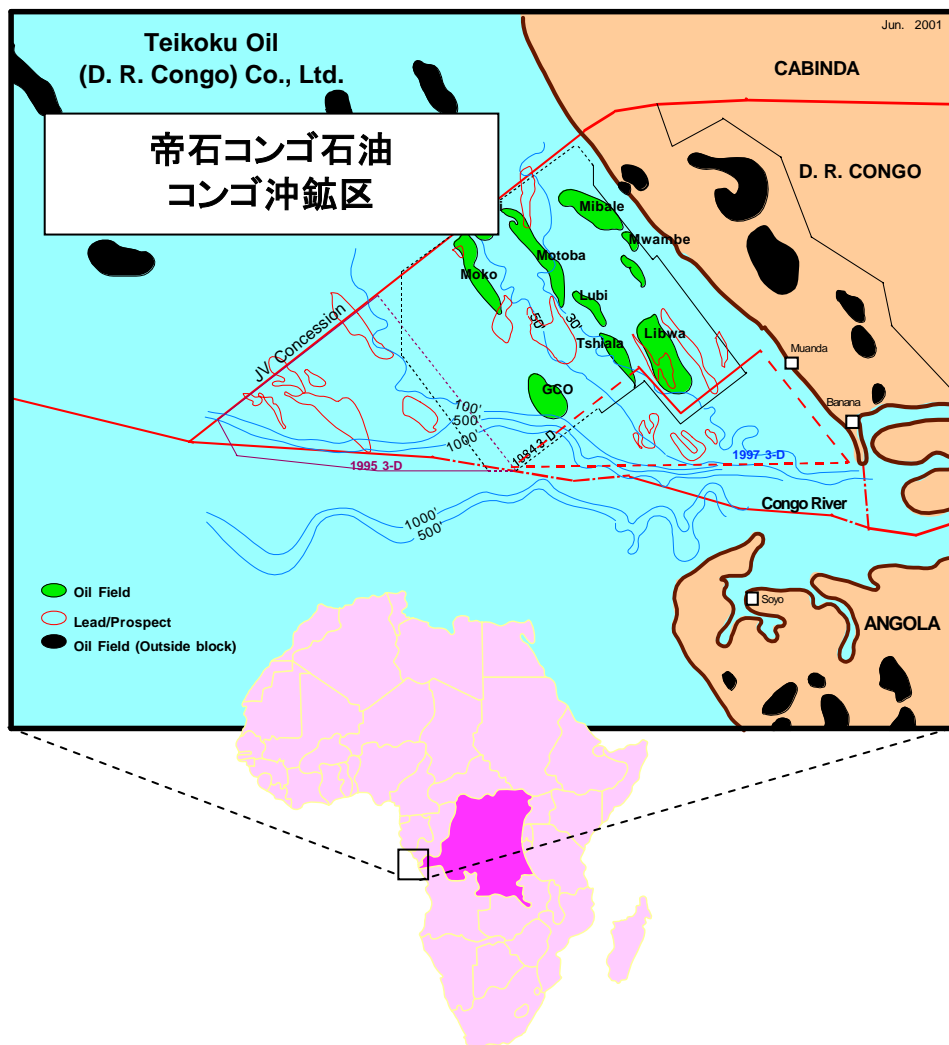 Jun. 2001
Teikoku Oil
(D. R. Congo) Co., Ltd.
CABINDA
帝石コンゴ石油
コンゴ沖鉱区
D. R. CONGO
Mibale
Mwambe
Motoba
Moko
Lubi
50'
30'
JV Concession
Libwa
Tshiala
Muanda
GCO
100'
500'
1000'
Banana
1984 3-D
1995 3-D
1997 3-D
Congo River
1000'
500'
Oil Field
Lead/Prospect
Oil Field (Outside block)
Soyo
ANGOLA